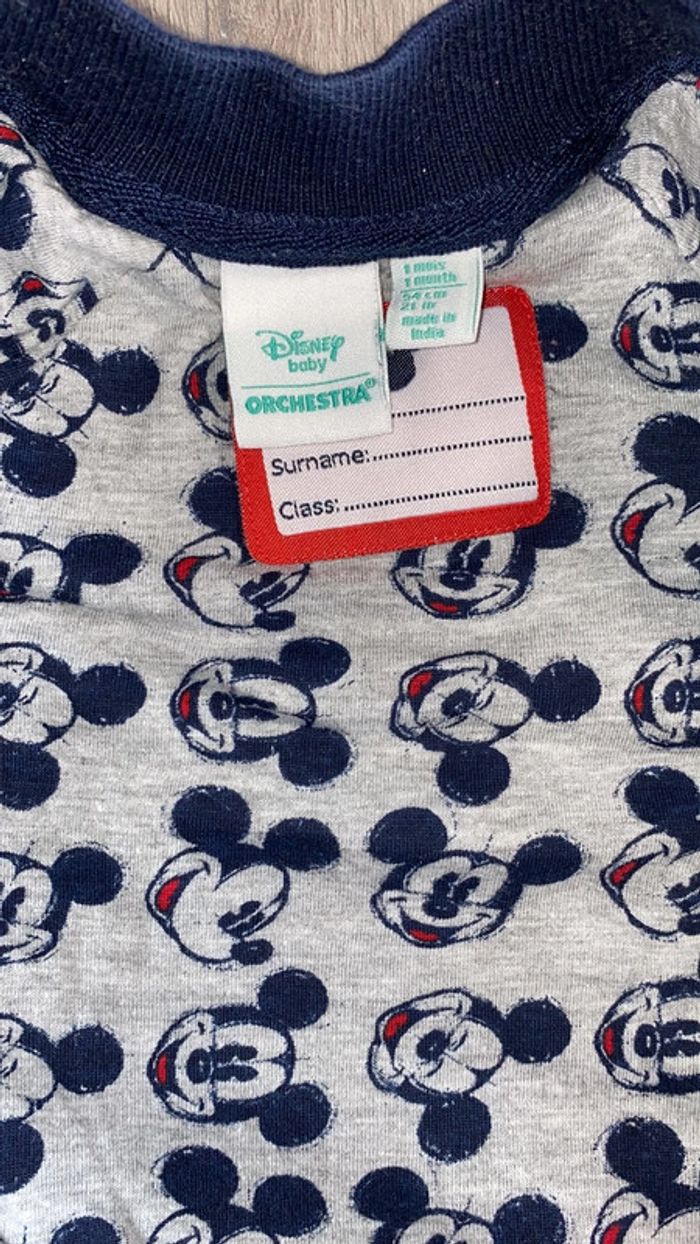 1 mois
1 month
54 cm
21 in
made in
India
Disney
baby
ORCHESTRA®
Surname:
Class: